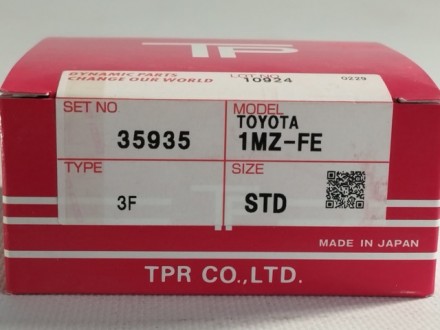 TP
DYNAMIC PARTS
CHANGE OUR WORLD
LOT NO.
10924
0229
SET NO
35935
MODEL
TOYOTA
1MZ-FE
TYPE
3F
SIZE
STD
MADE IN JAPAN
TPR CO.,LTD.